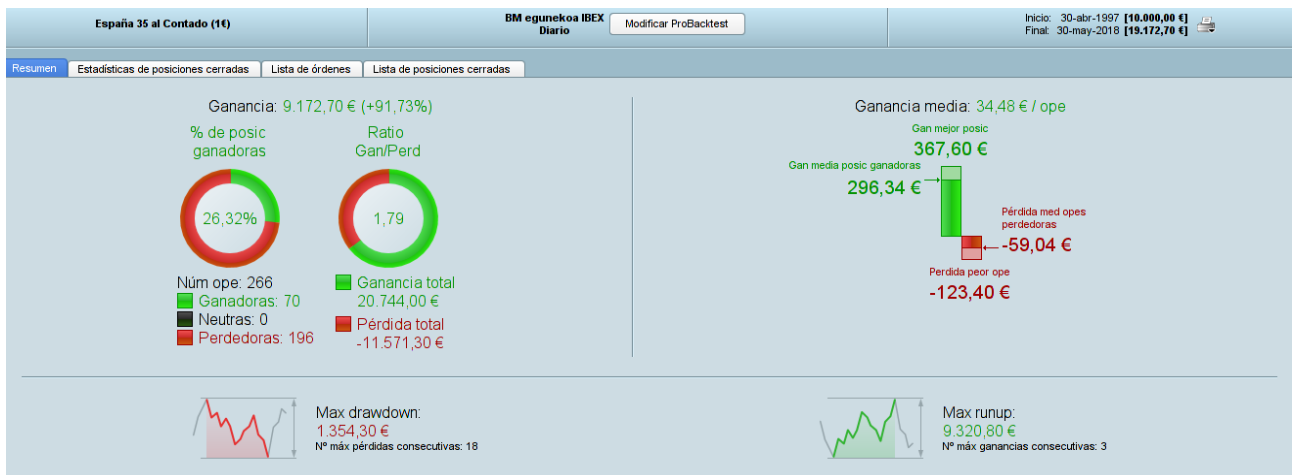 España 35 al Contado (1€)
BM egunekoa IBEX
Diario
Modificar ProBacktest
Inicio: 30-abr-1997 [10.000,00 €]
Final: 30-may-2018 [19.172,70 €]
Resumen
Estadísticas de posiciones cerradas
Lista de órdenes
Lista de posiciones cerradas
Ganancia: 9.172,70 € (+91,73%)
% de posic
ganadoras
26,32%
Núm ope: 266
Ganadoras: 70
Neutras: 0
Perdedoras: 196
Ratio
Gan/Perd
1,79
Ganancia total
20.744,00 €
Pérdida total
-11.571,30 €
Ganancia media: 34,48 € / ope
Gan mejor posic
367,60 €
Gan media posic ganadoras
296,34 €
Pérdida med opes
perdedoras
-59,04 €
Perdida peor ope
-123,40 €
Max drawdown:
1.354,30 €
Nº máx pérdidas consecutivas: 18
Max runup:
9.320,80 €
Nº máx ganancias consecutivas: 3